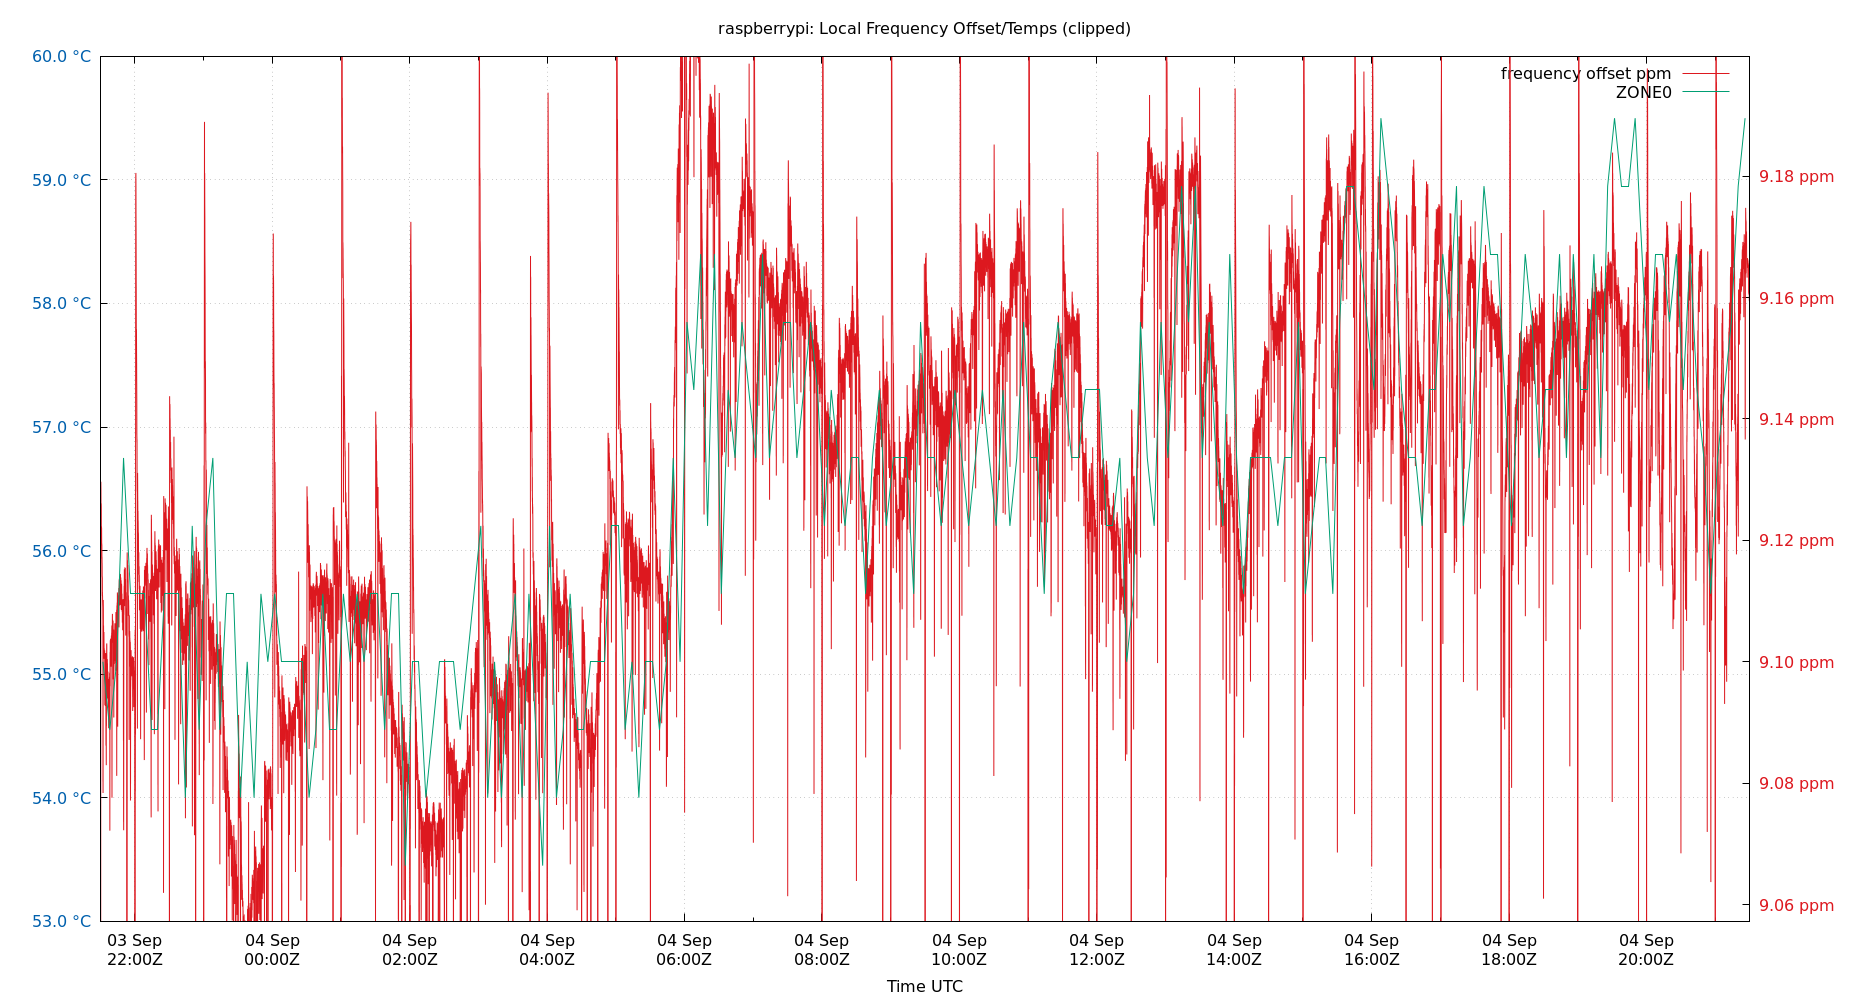 raspberrypi: Local Frequency Offset/Temps (clipped)
60.0 °C
59.0 °C
58.0 °C
57.0 °C
56.0 °C
55.0 °C
54.0 °C
53.0 °C
frequency offset ppm
ZONE0
9.18 ppm
9.16 ppm
9.14 ppm
9.12 ppm
9.10 ppm
9.08 ppm
9.06 ppm
03 Sep 04 Sep 04 Sep 04 Sep 04 Sep 04 Sep 04 Sep 04 Sep 04 Sep 04 Sep 04 Sep 04 Sep
22:00Z 00:00Z 02:00Z 04:00Z 06:00Z 08:00Z 10:00Z 12:00Z 14:00Z 16:00Z 18:00Z 20:00Z
Time UTC